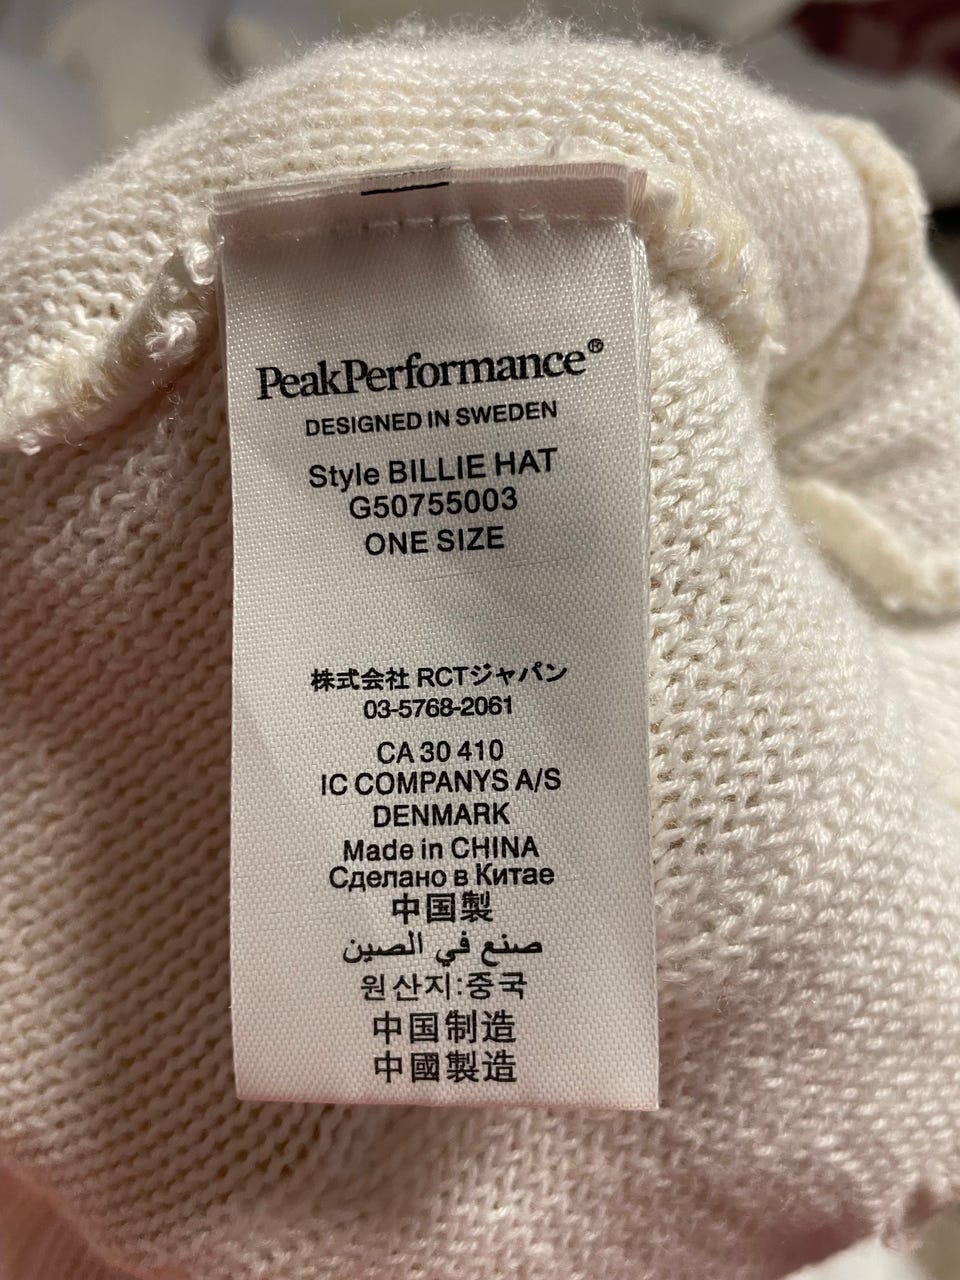 PeakPerformance®
DESIGNED IN SWEDEN
Style BILLIE HAT
G50755003
ONE SIZE
株式会社 RCTジャパン
03-5768-2061
CA 30 410
IC COMPANYS A/S
DENMARK
Made in CHINA
Сделано в Китае
中国製
صنع في الصين
원산지:중국
中国制造
中國製造